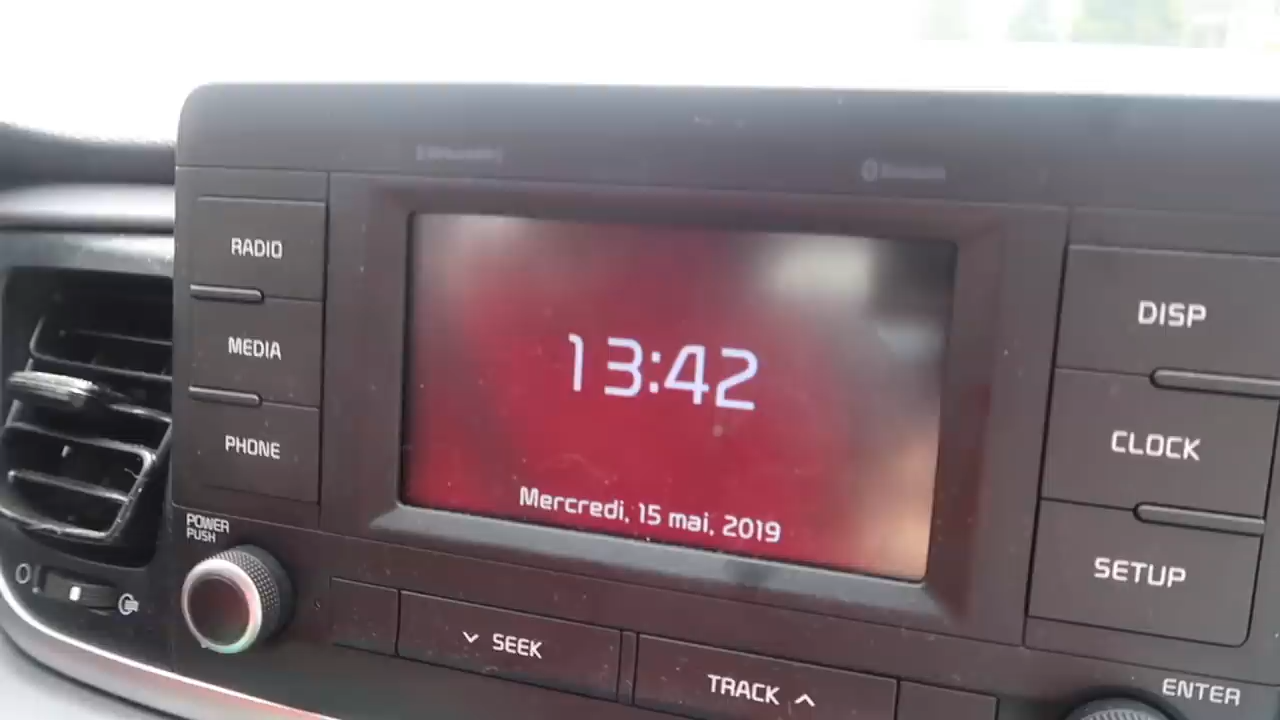 RADIO
MEDIA
PHONE
POWER
PUSH
13:42
Mercredi, 15 mai, 2019
DISP
CLOCK
SETUP
SEEK
TRACK
ENTER